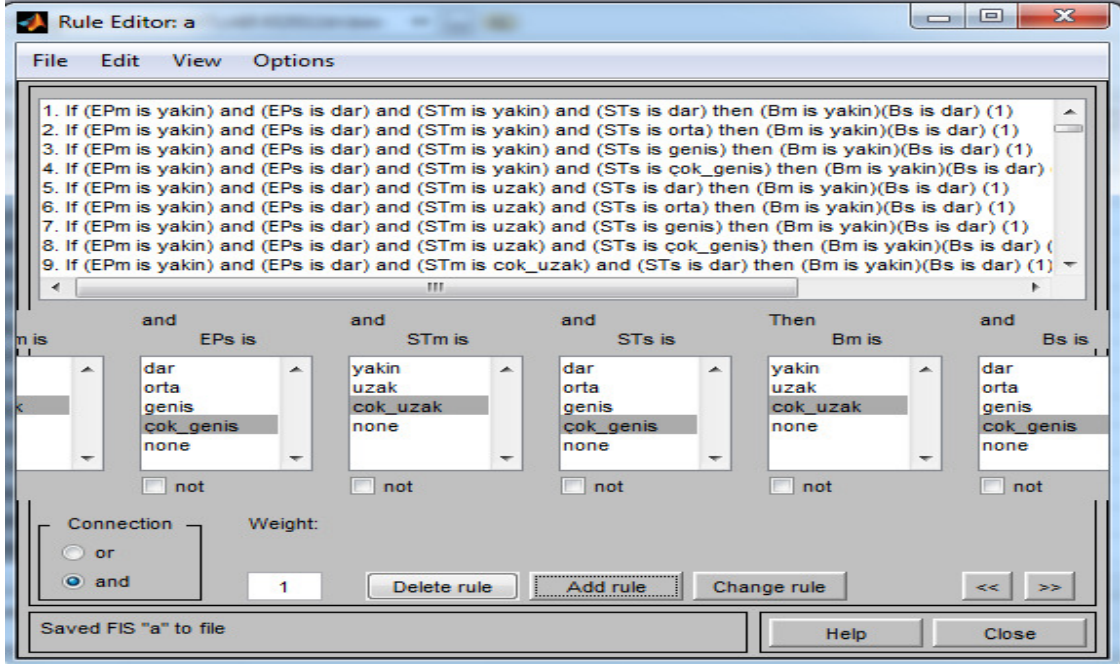 Rule Editor: a
File Edit View Options
1. If (EPm is yakin) and (EPs is dar) and (STm is yakin) and (STs is dar) then (Bm is yakin)(Bs is dar) (1)
2. If (EPm is yakin) and (EPs is dar) and (STm is yakin) and (STs is orta) then (Bm is yakin)(Bs is dar) (1)
3. If (EPm is yakin) and (EPs is dar) and (STm is yakin) and (STs is genis) then (Bm is yakin)(Bs is dar) (1)
4. If (EPm is yakin) and (EPs is dar) and (STm is yakin) and (STs is çok_genis) then (Bm is yakin)(Bs is dar) (
5. If (EPm is yakin) and (EPs is dar) and (STm is uzak) and (STs is dar) then (Bm is yakin)(Bs is dar) (1)
6. If (EPm is yakin) and (EPs is dar) and (STm is uzak) and (STs is orta) then (Bm is yakin)(Bs is dar) (1)
7. If (EPm is yakin) and (EPs is dar) and (STm is uzak) and (STs is genis) then (Bm is yakin)(Bs is dar) (1)
8. If (EPm is yakin) and (EPs is dar) and (STm is uzak) and (STs is çok_genis) then (Bm is yakin)(Bs is dar) (
9. If (EPm is yakin) and (EPs is dar) and (STm is cok_uzak) and (STs is dar) then (Bm is yakin)(Bs is dar) (1)
and and and Then and
m is EPs is STm is STs is Bm is Bs is
dar yakin dar yakin dar
orta uzak orta uzak orta
k genis cok_uzak genis cok_uzak genis
cok_genis none çok_genis none cok_genis
none none none
not not not not not
Connection Weight:
or
and 1 Delete rule Add rule Change rule << >>
Saved FIS "a" to file Help Close